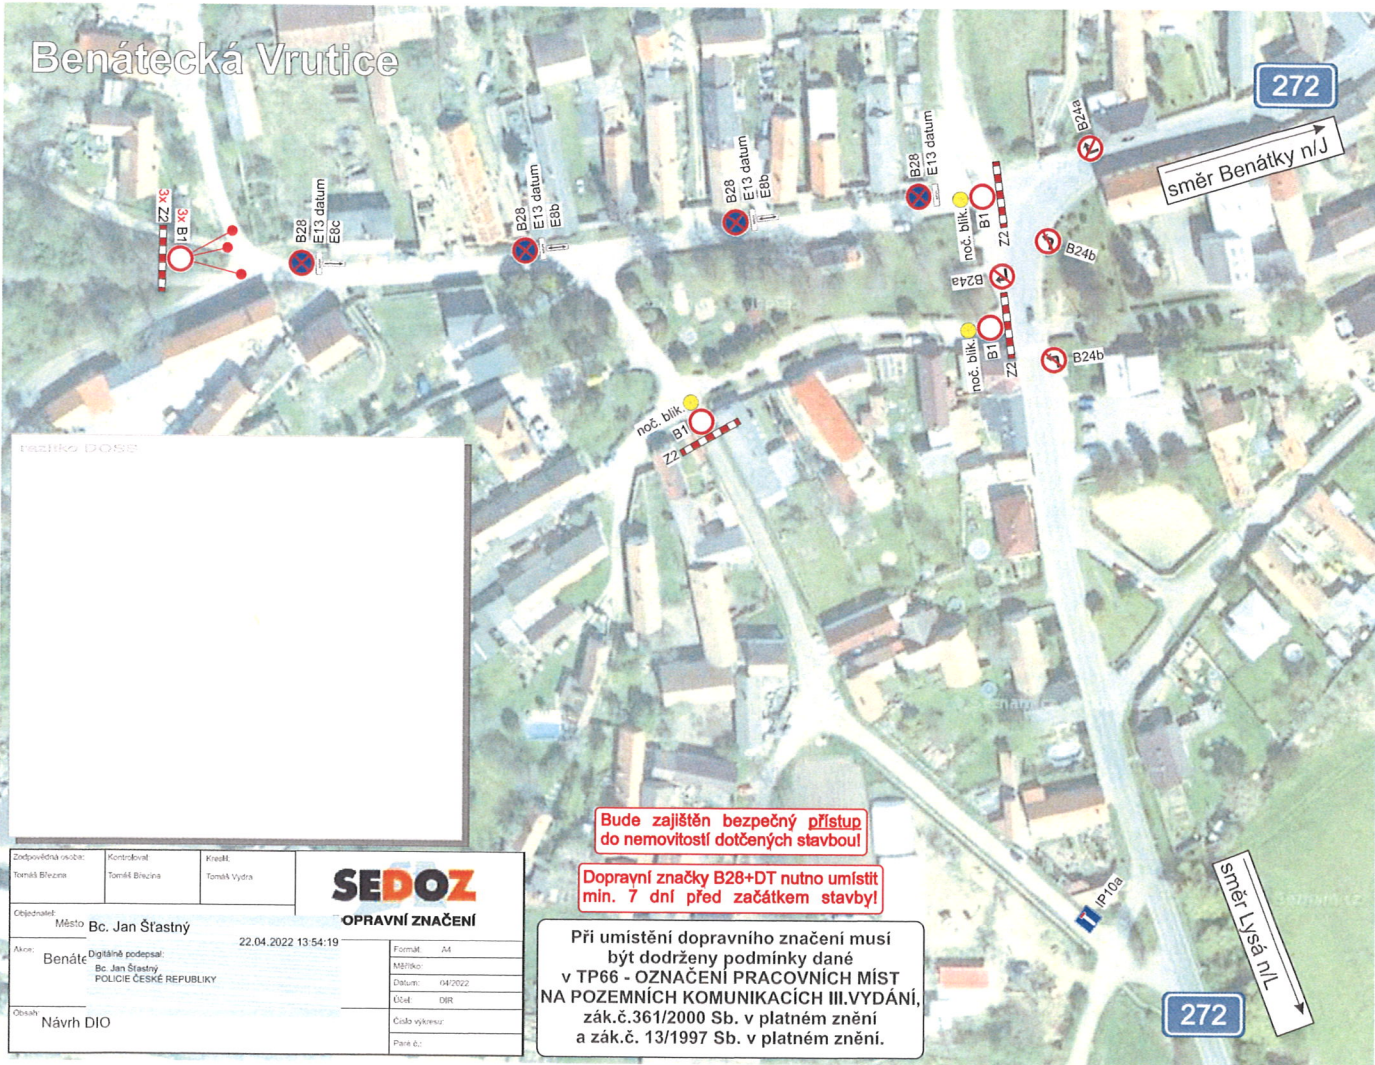 Benátecká Vrutice
272
směr Benátky n/J
B24a
B28
E13 datum
B28
E13 datum
E8b
B28
E13 datum
E8b
B28
E13 datum
E8c
3x Z2
3x B1
noč. blik.
B1
Z2
B24b
B24a
noč. blik.
B1
Z2
B24b
noč. blik.
B1
Z2
razítko DOSS
IP10a
směr Lysá n/L
272
Bude zajištěn bezpečný přístup
do nemovitostí dotčených stavbou!
Dopravní značky B28+DT nutno umístit
min. 7 dní před začátkem stavby!
Při umístění dopravního značení musí
být dodrženy podmínky dané
v TP66 - OZNAČENÍ PRACOVNÍCH MÍST
NA POZEMNÍCH KOMUNIKACÍCH III.VYDÁNÍ,
zák.č.361/2000 Sb. v platném znění
a zák.č. 13/1997 Sb. v platném znění.
Zodpovědná osoba:
Tomáš Březina
Kontroloval:
Tomáš Březina
Kreslil:
Tomáš Vydra
SEDOZ
OPRAVNÍ ZNAČENÍ
Objednatel:
Město
Bc. Jan Šťastný
22.04.2022 13:54:19
Akce:
Benáte
Digitálně podepsal:
Bc. Jan Šťastný
POLICIE ČESKÉ REPUBLIKY
Obsah:
Návrh DIO
Formát: A4
Měřítko:
Datum: 04/2022
Účel: DIR
Číslo výkresu:
Paré č.: